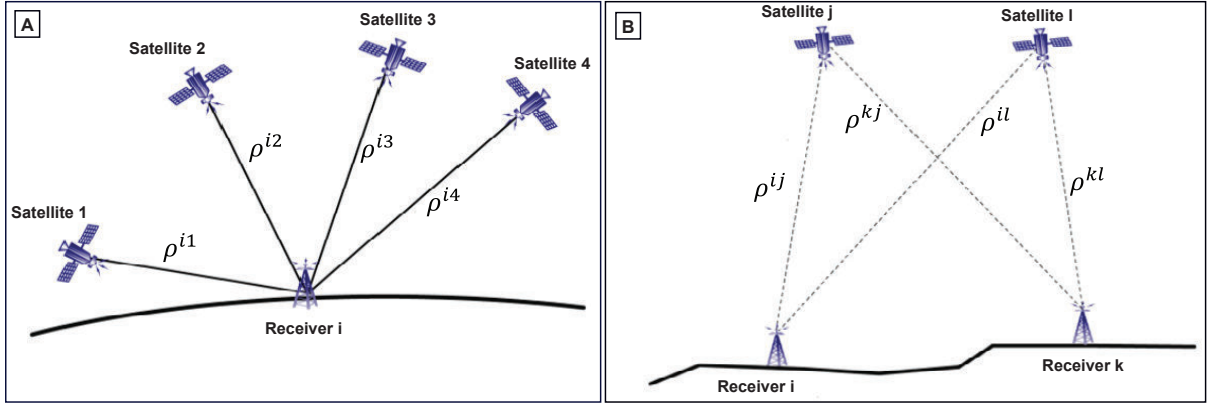 A
Satellite 1
Satellite 2
Satellite 3
Satellite 4
ρ^{i1}
ρ^{i2}
ρ^{i3}
ρ^{i4}
Receiver i
B
Satellite j
Satellite l
ρ^{kj}
ρ^{il}
ρ^{ij}
ρ^{kl}
Receiver i
Receiver k